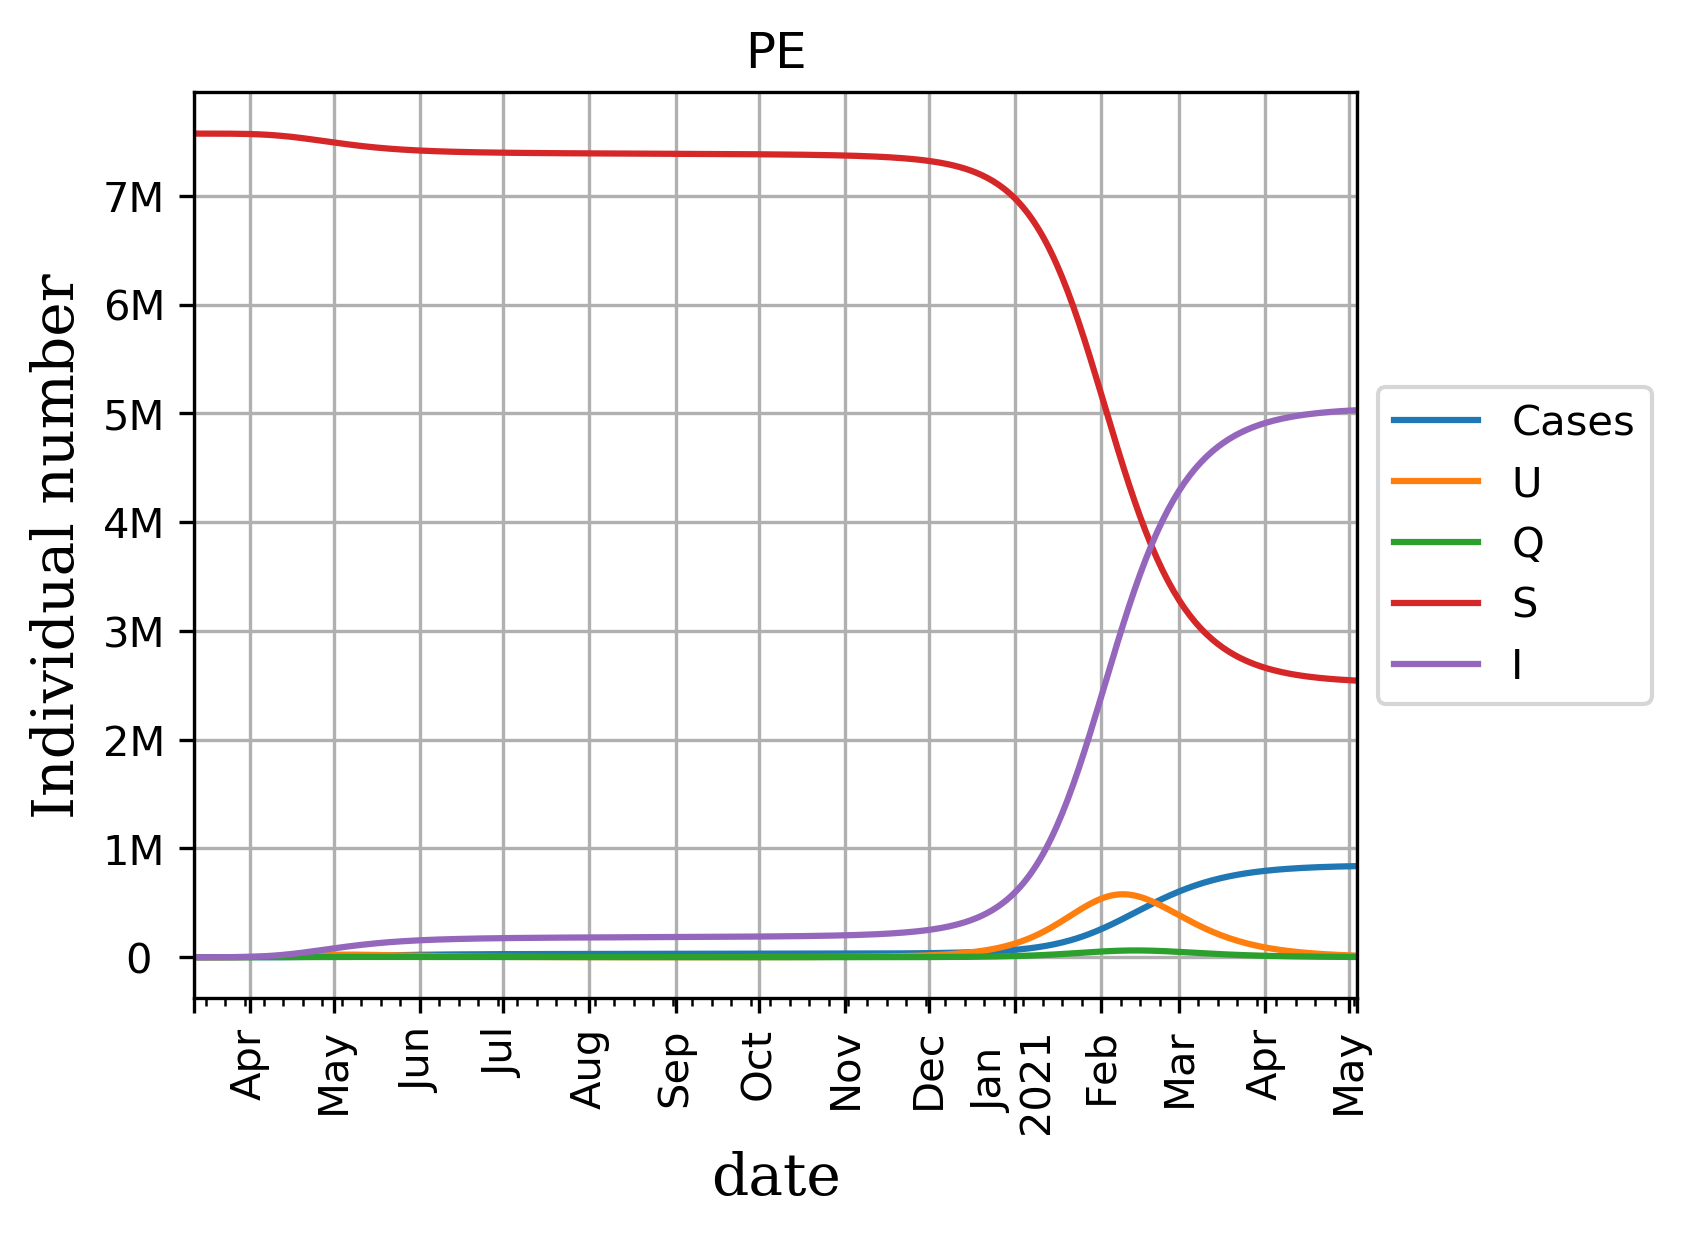 PE
Individual number
7M
6M
5M
4M
3M
2M
1M
0
Apr
May
Jun
Jul
Aug
Sep
Oct
Nov
Dec
Jan
2021
Feb
Mar
Apr
May
date
Cases
U
Q
S
I